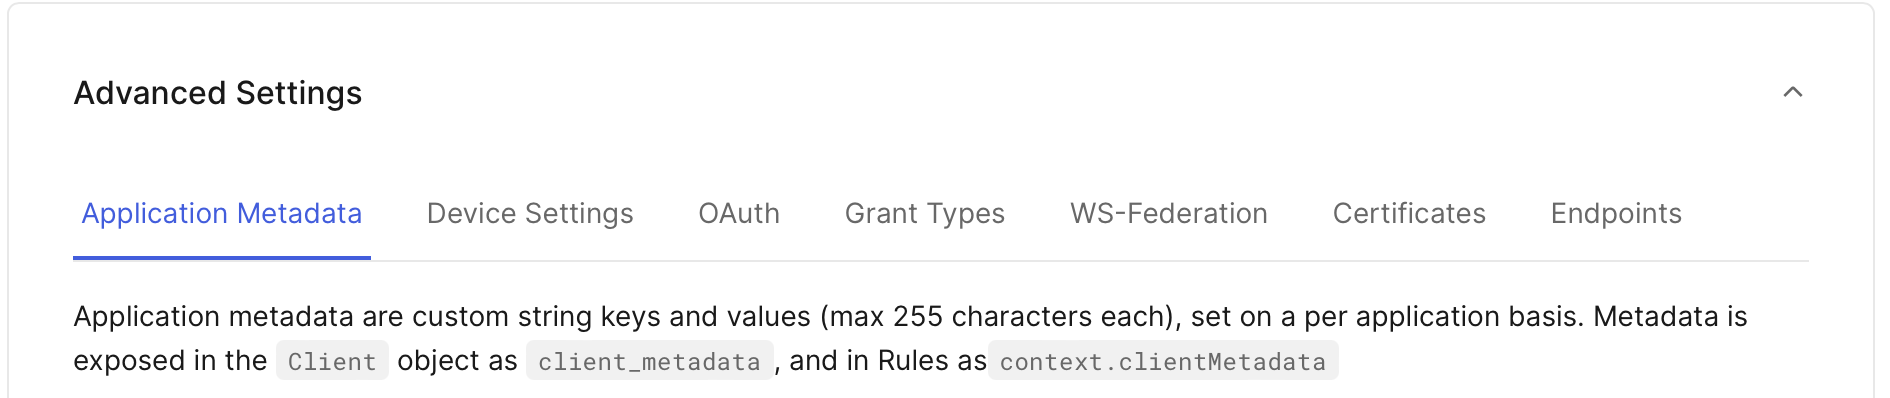 Advanced Settings
Application Metadata Device Settings OAuth Grant Types WS-Federation Certificates Endpoints
Application metadata are custom string keys and values (max 255 characters each), set on a per application basis. Metadata is
exposed in the Client object as client_metadata, and in Rules as context.clientMetadata